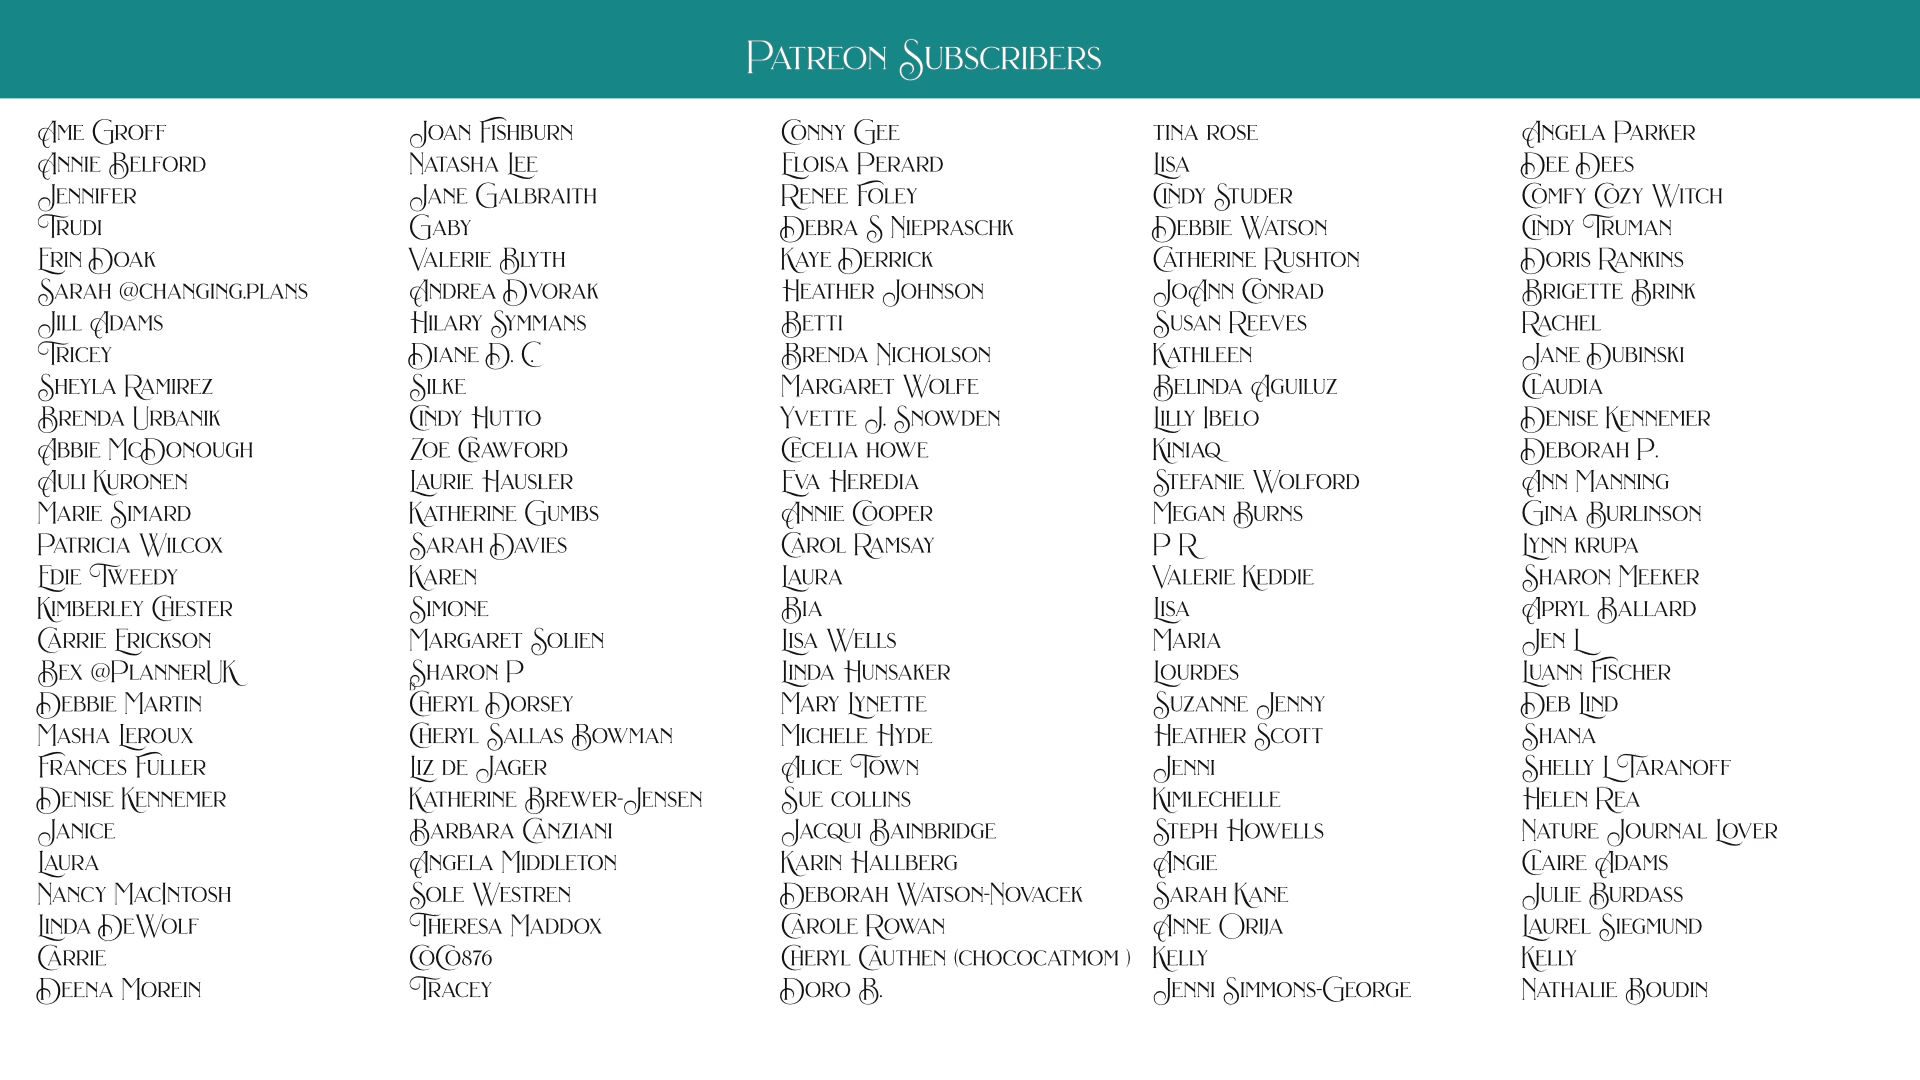 Patreon Subscribers
Ame Groff
Annie Belford
Jennifer
Trudi
Erin Doak
Sarah @changing.plans
Jill Adams
Tricey
Sheyla Ramirez
Brenda Urbanik
Abbie McDonough
Auli Kuronen
Marie Simard
Patricia Wilcox
Edie Tweedy
Kimberley Chester
Carrie Erickson
Bex @PlannerUK
Debbie Martin
Masha Leroux
Frances Fuller
Denise Kennemer
Janice
Laura
Nancy MacIntosh
Linda DeWolf
Carrie
Deena Morein
Joan Fishburn
Natasha Lee
Jane Galbraith
Gaby
Valerie Blyth
Andrea Dvorak
Hilary Symmans
Diane D. C.
Silke
Cindy Hutto
Zoe Crawford
Laurie Hausler
Katherine Gumbs
Sarah Davies
Karen
Simone
Margaret Solien
Sharon P
Cheryl Dorsey
Cheryl Sallas Bowman
Liz de Jager
Katherine Brewer-Jensen
Barbara Canziani
Angela Middleton
Sole Westren
Theresa Maddox
CoCo876
Tracey
Conny Gee
Eloisa Perard
Renee Foley
Debra S Niepraschk
Kaye Derrick
Heather Johnson
Betti
Brenda Nicholson
Margaret Wolfe
Yvette J. Snowden
Cecelia howe
Eva Heredia
Annie Cooper
Carol Ramsay
Laura
Bia
Lisa Wells
Linda Hunsaker
Mary Lynette
Michele Hyde
Alice Town
Sue collins
Jacqui Bainbridge
Karin Hallberg
Deborah Watson-Novacek
Carole Rowan
Cheryl Cauthen (chococatmom )
Doro B.
tina rose
Lisa
Cindy Studer
Debbie Watson
Catherine Rushton
JoAnn Conrad
Susan Reeves
Kathleen
Belinda Aguiluz
Lilly Ibelo
Kiniaq
Stefanie Wolford
Megan Burns
P R
Valerie Keddie
Lisa
Maria
Lourdes
Suzanne Jenny
Heather Scott
Jenni
Kimlechelle
Steph Howells
Angie
Sarah Kane
Anne Orija
Kelly
Jenni Simmons-George
Angela Parker
Dee Dees
Comfy Cozy Witch
Cindy Truman
Doris Rankins
Brigette Brink
Rachel
Jane Dubinski
Claudia
Denise Kennemer
Deborah P.
Ann Manning
Gina Burlinson
Lynn krupa
Sharon Meeker
Apryl Ballard
Jen L
Luann Fischer
Deb Lind
Shana
Shelly L Taranoff
Helen Rea
Nature Journal Lover
Claire Adams
Julie Burdass
Laurel Siegmund
Kelly
Nathalie Boudin